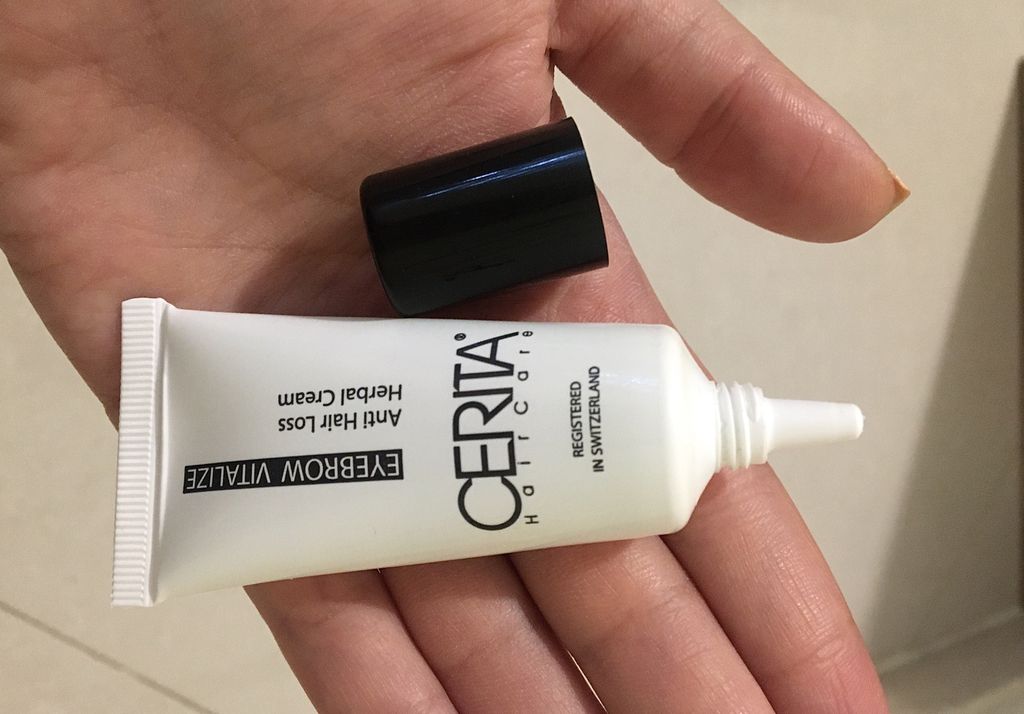 CERITA®
Hair Care
REGISTERED
IN SWITZERLAND
EYEBROW VITALIZE
Anti Hair Loss
Herbal Cream